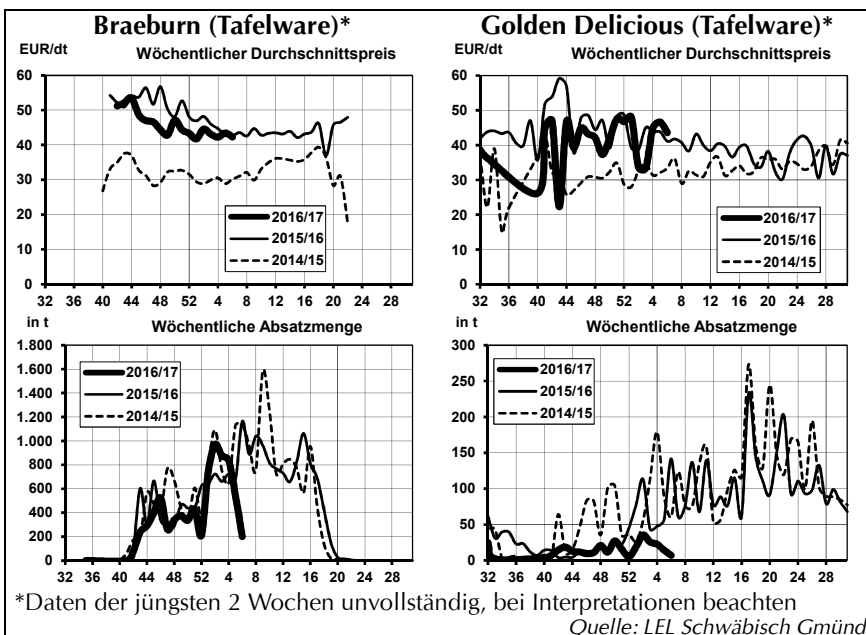 Braeburn (Tafelware)*
EUR/dt
Wöchentlicher Durchschnittspreis
60
50
40
30
20
10
0
2016/17
2015/16
2014/15
32 36 40 44 48 52 4 8 12 16 20 24 28
Golden Delicious (Tafelware)*
EUR/dt
Wöchentlicher Durchschnittspreis
60
50
40
30
20
10
0
2016/17
2015/16
2014/15
32 36 40 44 48 52 4 8 12 16 20 24 28
in t
Wöchentliche Absatzmenge
1.800
1.600
1.400
1.200
1.000
800
600
400
200
0
2016/17
2015/16
2014/15
32 36 40 44 48 52 4 8 12 16 20 24 28
in t
Wöchentliche Absatzmenge
300
250
200
150
100
50
0
2016/17
2015/16
2014/15
32 36 40 44 48 52 4 8 12 16 20 24 28
*Daten der jüngsten 2 Wochen unvollständig, bei Interpretationen beachten
Quelle: LEL Schwäbisch Gmünd